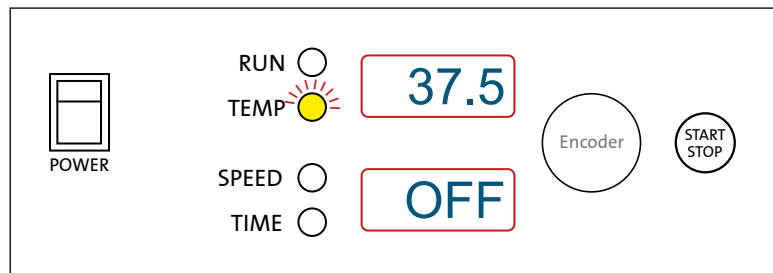 RUN
37.5
TEMP
POWER
SPEED
OFF
TIME
Encoder
START
STOP